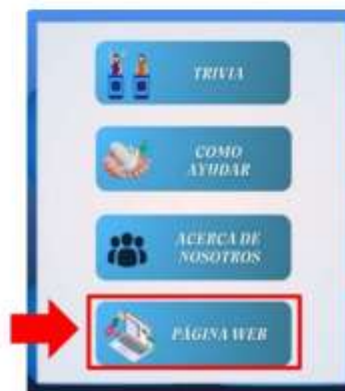 TRIVIA
COMO
AYUDAR
ACERCA DE
NOSOTROS
PÁGINA WEB